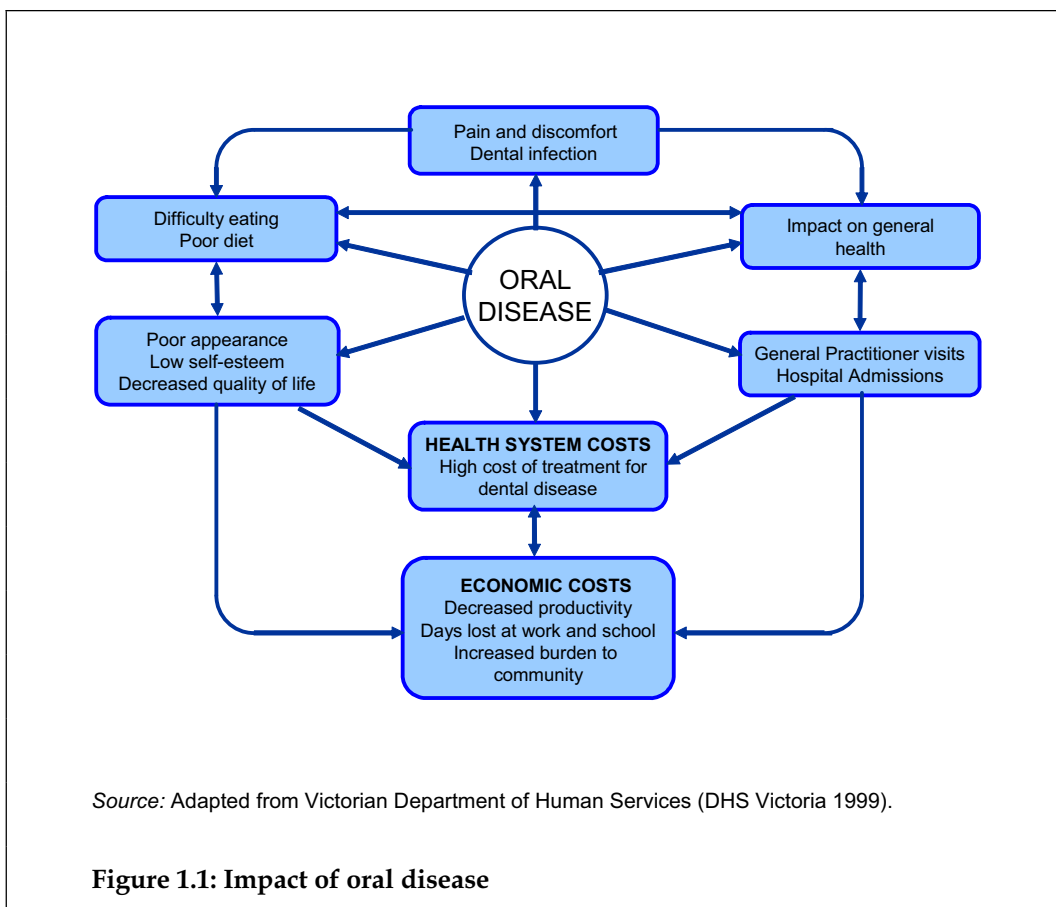 Pain and discomfort
Dental infection
Difficulty eating
Poor diet
Impact on general
health
ORAL
DISEASE
Poor appearance
Low self-esteem
Decreased quality of life
General Practitioner visits
Hospital Admissions
HEALTH SYSTEM COSTS
High cost of treatment for
dental disease
ECONOMIC COSTS
Decreased productivity
Days lost at work and school
Increased burden to
community
Source: Adapted from Victorian Department of Human Services (DHS Victoria 1999).
Figure 1.1: Impact of oral disease